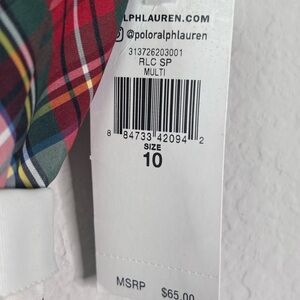 LPHLAUREN.COM
@poloralphlauren
313726203001
RLC SP
MULTI
8 84733 42094 2
SIZE
10
MSRP $65.00